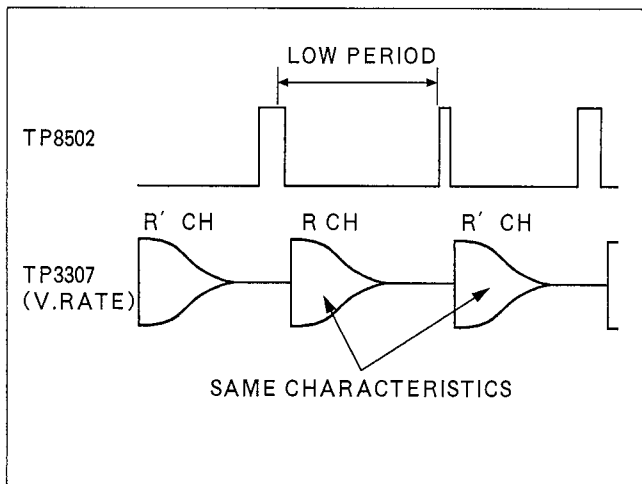 LOW PERIOD
TP8502
R' CH R CH R' CH
TP3307
(V.RATE)
SAME CHARACTERISTICS